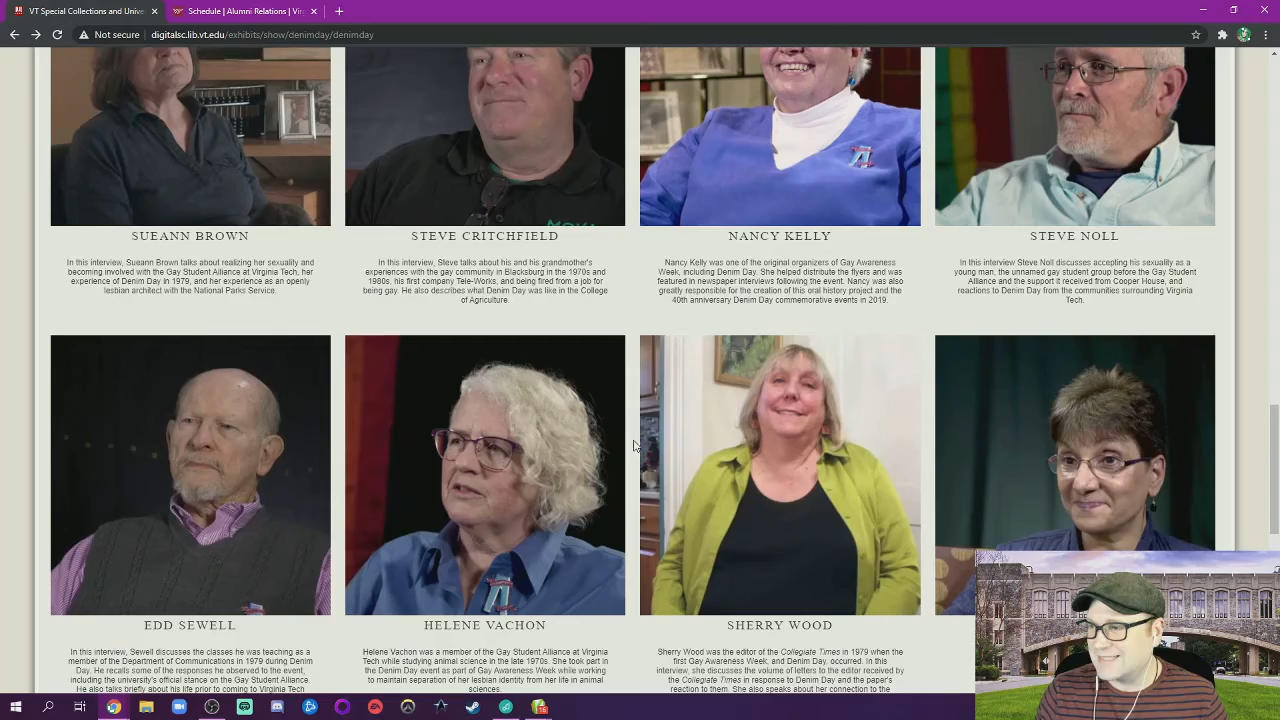 VT Special Collections and Univer
Schedule | Alumni Relations | Vir
Not secure | digitalsc.lib.vt.edu/exhibits/show/denimday/denimday
SUEANN BROWN
In this interview, Sueann Brown talks about realizing her sexuality and
becoming involved with the Gay Student Alliance at Virginia Tech, her
experience of Denim Day in 1979, and her experience as an openly
lesbian architect with the National Parks Service.
STEVE CRITCHFIELD
In this interview, Steve talks about his and his grandmother's
experiences with the gay community in Blacksburg in the 1970s and
1980s, his first company Tele-Works, and being fired from a job for
being gay. He also describes what Denim Day was like in the College
of Agriculture.
NANCY KELLY
Nancy Kelly was one of the original organizers of Gay Awareness
Week, including Denim Day. She helped distribute the flyers and was
featured in newspaper interviews following the event. Nancy was also
greatly responsible for the creation of this oral history project and the
40th anniversary Denim Day commemorative events in 2019.
STEVE NOLL
In this interview Steve Noll discusses accepting his sexuality as a
young man, the unnamed gay student group before the Gay Student
Alliance and the support it received from Cooper House, and
reactions to Denim Day from the communities surrounding Virginia
Tech.
EDD SEWELL
In this interview, Sewell discusses the classes he was teaching as a
member of the Department of Communications in 1979 during Denim
Day. He recalls some of the responses he observed to the event,
including the university's official stance on the Gay Student Alliance.
He also talks briefly about his life prior to coming to Virginia Tech
HELENE VACHON
Helene Vachon was a member of the Gay Student Alliance at Virginia
Tech while studying animal science in the late 1970s. She took part in
the Denim Day event as part of Gay Awareness Week while working
to maintain separation of her lesbian identity from her life in animal
sciences.
SHERRY WOOD
Sherry Wood was the editor of the Collegiate Times in 1979 when the
first Gay Awareness Week, and Denim Day, occurred. In this
interview, she discusses the volume of letters to the editor received by
the Collegiate Times in response to Denim Day and the paper's
reaction to them. She also speaks about her connection to the